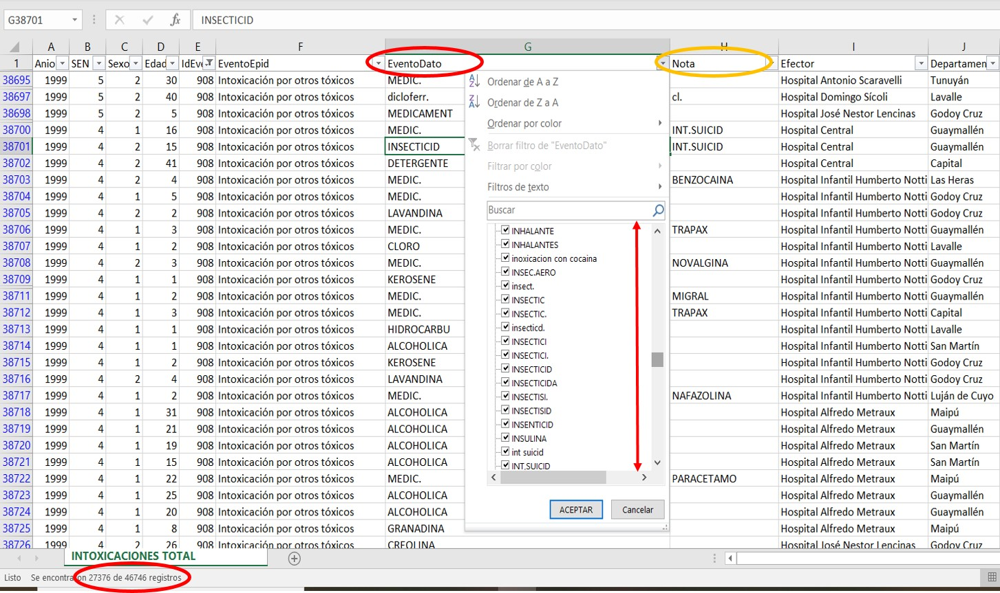 G38701 fx INSECTICID
A B C D E F G H I J
1 Anio SEN Sexo Edad IdEve EventoEpid EventoDato Nota Efector Departamen
38695 1999 5 2 30 908 Intoxicación por otros tóxicos MEDIC. Hospital Antonio Scaravelli Tunuyán
38697 1999 5 2 40 908 Intoxicación por otros tóxicos dicloferr. cl. Hospital Domingo Sícoli Lavalle
38698 1999 5 2 5 908 Intoxicación por otros tóxicos MEDICAMENT Hospital José Nestor Lencinas Godoy Cruz
38700 1999 4 1 16 908 Intoxicación por otros tóxicos MEDIC. INT.SUICID Hospital Central Guaymallén
38701 1999 4 2 15 908 Intoxicación por otros tóxicos INSECTICID INT.SUICID Hospital Central Guaymallén
38702 1999 4 2 41 908 Intoxicación por otros tóxicos DETERGENTE Hospital Central Capital
38703 1999 4 2 4 908 Intoxicación por otros tóxicos MEDIC. BENZOCAINA Hospital Infantil Humberto Notti Las Heras
38704 1999 4 1 5 908 Intoxicación por otros tóxicos MEDIC. Hospital Infantil Humberto Notti Godoy Cruz
38705 1999 4 2 2 908 Intoxicación por otros tóxicos LAVANDINA Hospital Infantil Humberto Notti Godoy Cruz
38706 1999 4 1 3 908 Intoxicación por otros tóxicos MEDIC. TRAPAX Hospital Infantil Humberto Notti Guaymallén
38707 1999 4 1 2 908 Intoxicación por otros tóxicos CLORO Hospital Infantil Humberto Notti Lavalle
38708 1999 4 2 3 908 Intoxicación por otros tóxicos MEDIC. NOVALGINA Hospital Infantil Humberto Notti Guaymallén
38709 1999 4 1 1 908 Intoxicación por otros tóxicos KEROSENE Hospital Infantil Humberto Notti Godoy Cruz
38711 1999 4 1 2 908 Intoxicación por otros tóxicos MEDIC. MIGRAL Hospital Infantil Humberto Notti Guaymallén
38712 1999 4 1 3 908 Intoxicación por otros tóxicos MEDIC. TRAPAX Hospital Infantil Humberto Notti Capital
38713 1999 4 1 1 908 Intoxicación por otros tóxicos HIDROCARBU Hospital Infantil Humberto Notti Lavalle
38714 1999 4 1 1 908 Intoxicación por otros tóxicos ALCOHOLICA Hospital Infantil Humberto Notti San Martín
38715 1999 4 1 2 908 Intoxicación por otros tóxicos KEROSENE Hospital Infantil Humberto Notti Godoy Cruz
38716 1999 4 2 4 908 Intoxicación por otros tóxicos LAVANDINA Hospital Infantil Humberto Notti Godoy Cruz
38717 1999 4 1 2 908 Intoxicación por otros tóxicos MEDIC. NAFAZOLINA Hospital Infantil Humberto Notti Luján de Cuyo
38718 1999 4 1 31 908 Intoxicación por otros tóxicos ALCOHOLICA Hospital Alfredo Metraux Maipú
38719 1999 4 1 21 908 Intoxicación por otros tóxicos ALCOHOLICA Hospital Alfredo Metraux Guaymallén
38720 1999 4 1 19 908 Intoxicación por otros tóxicos ALCOHOLICA Hospital Alfredo Metraux San Martín
38721 1999 4 1 15 908 Intoxicación por otros tóxicos ALCOHOLICA Hospital Alfredo Metraux San Martín
38722 1999 4 1 22 908 Intoxicación por otros tóxicos MEDIC. PARACETAMO Hospital Alfredo Metraux Maipú
38723 1999 4 1 25 908 Intoxicación por otros tóxicos ALCOHOLICA Hospital Alfredo Metraux Guaymallén
38724 1999 4 1 20 908 Intoxicación por otros tóxicos ALCOHOLICA Hospital Alfredo Metraux Guaymallén
38725 1999 4 1 8 908 Intoxicación por otros tóxicos GRANADINA Hospital Alfredo Metraux Maipú
38726 1999 4 2 26 908 Intoxicación por otros tóxicos CREOLINA Hospital José Nestor Lencinas Godoy Cruz
Ordenar de A a Z
Ordenar de Z a A
Ordenar por color
Borrar filtro de "EventoDato"
Filtrar por color
Filtros de texto
Buscar
INHALANTE
INHALANTES
inoxicacion con cocaina
INSEC.AERO
insect.
INSECTIC
INSECTIC.
insecticd.
INSECTICI
INSECTICI.
INSECTICID
INSECTICIDA
INSECTISI.
INSECTISID
INSENTICID
INSULINA
int suicid
INT.SUICID
ACEPTAR Cancelar
INTOXICACIONES TOTAL
Listo Se encontraron 27376 de 46746 registros